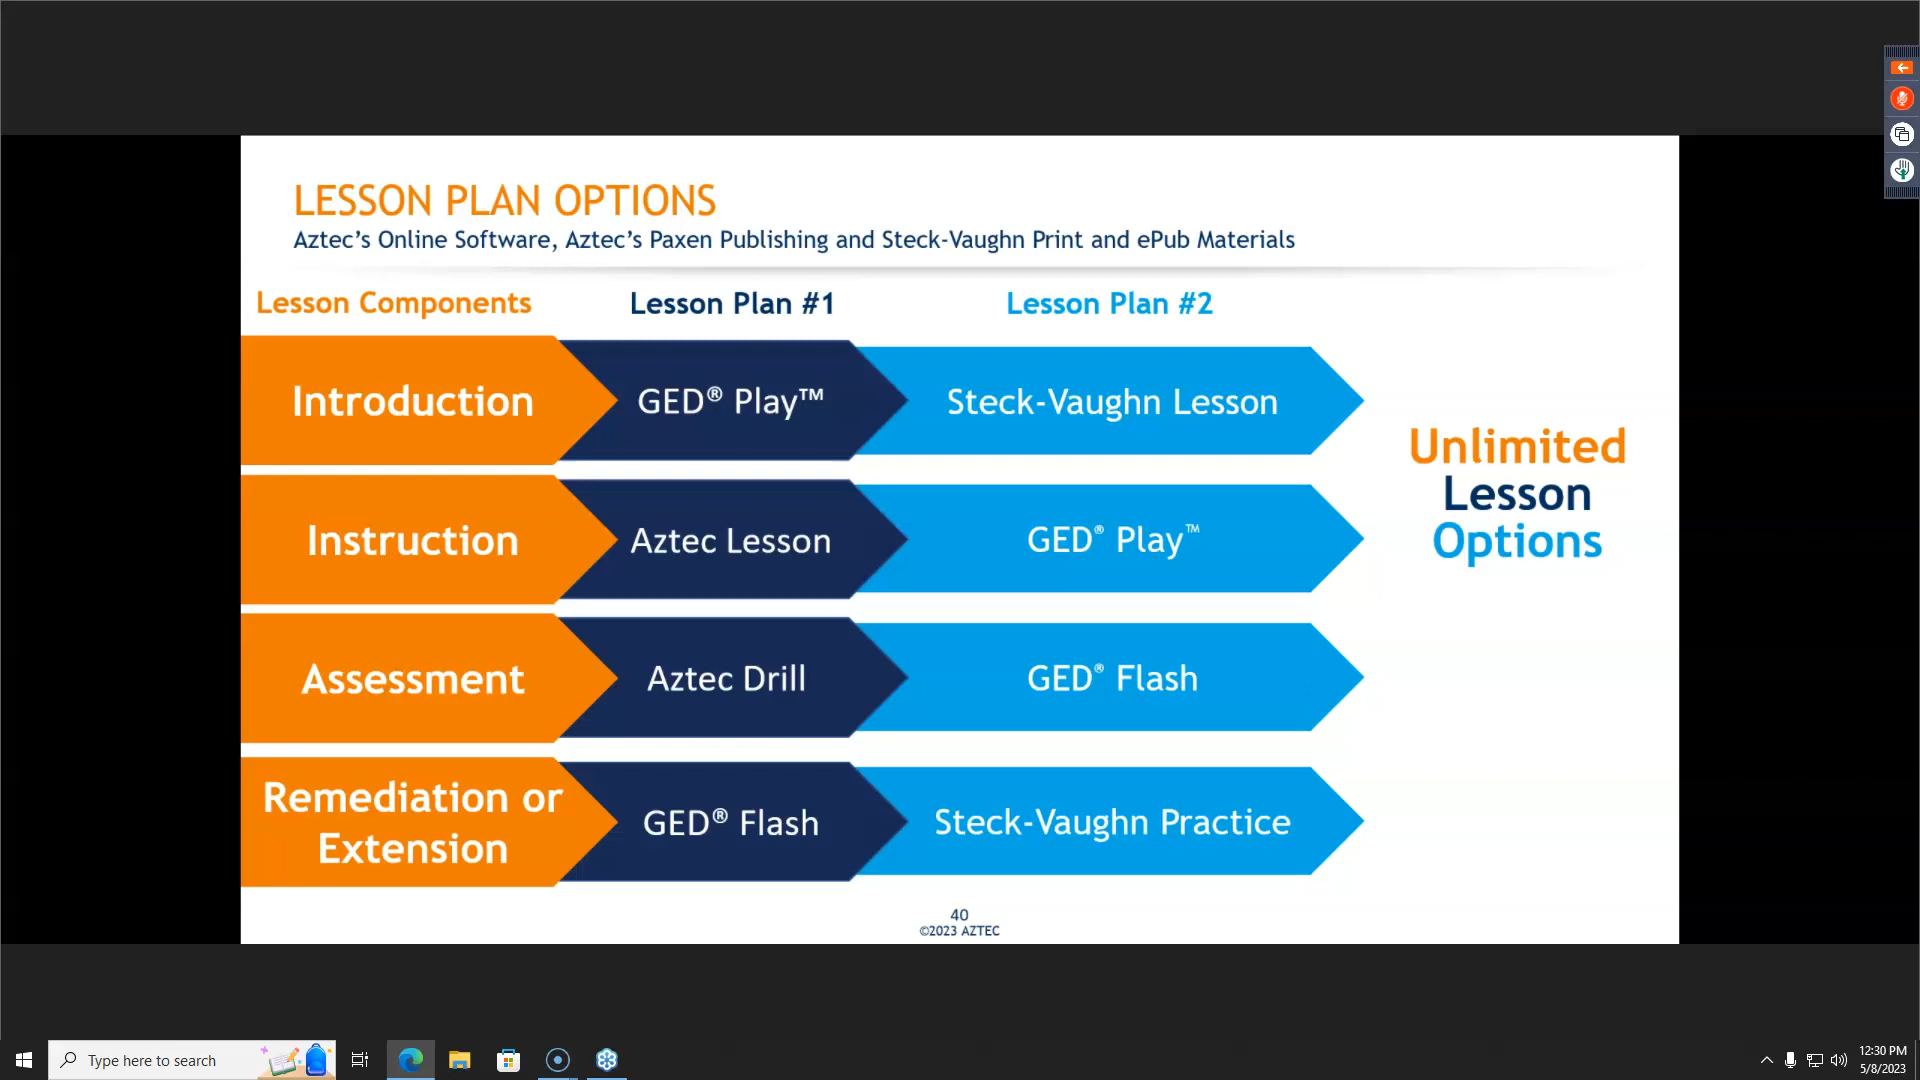 LESSON PLAN OPTIONS
Aztec's Online Software, Aztec's Paxen Publishing and Steck-Vaughn Print and ePub Materials
Lesson Components
Lesson Plan #1
Lesson Plan #2
Introduction
GED® Play™
Steck-Vaughn Lesson
Instruction
Aztec Lesson
GED® Play™
Assessment
Aztec Drill
GED® Flash
Remediation or
Extension
GED® Flash
Steck-Vaughn Practice
Unlimited
Lesson
Options
40
©2023 AZTEC
Type here to search
12:30 PM
5/8/2023